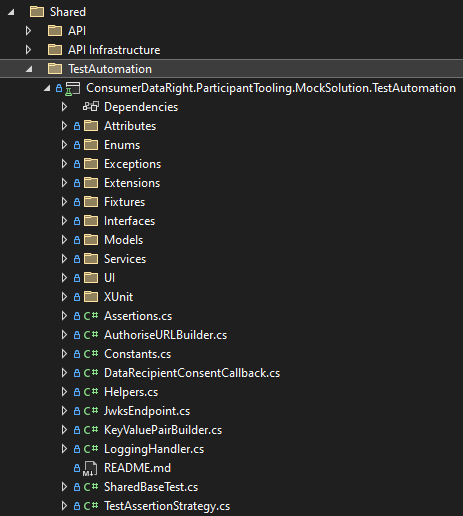 Shared
API
API Infrastructure
TestAutomation
ConsumerDataRight.ParticipantTooling.MockSolution.TestAutomation
Dependencies
Attributes
Enums
Exceptions
Extensions
Fixtures
Interfaces
Models
Services
UI
XUnit
C# Assertions.cs
C# AuthoriseURLBuilder.cs
C# Constants.cs
C# DataRecipientConsentCallback.cs
C# Helpers.cs
C# JwksEndpoint.cs
C# KeyValuePairBuilder.cs
C# LoggingHandler.cs
M↓ README.md
C# SharedBaseTest.cs
C# TestAssertionStrategy.cs